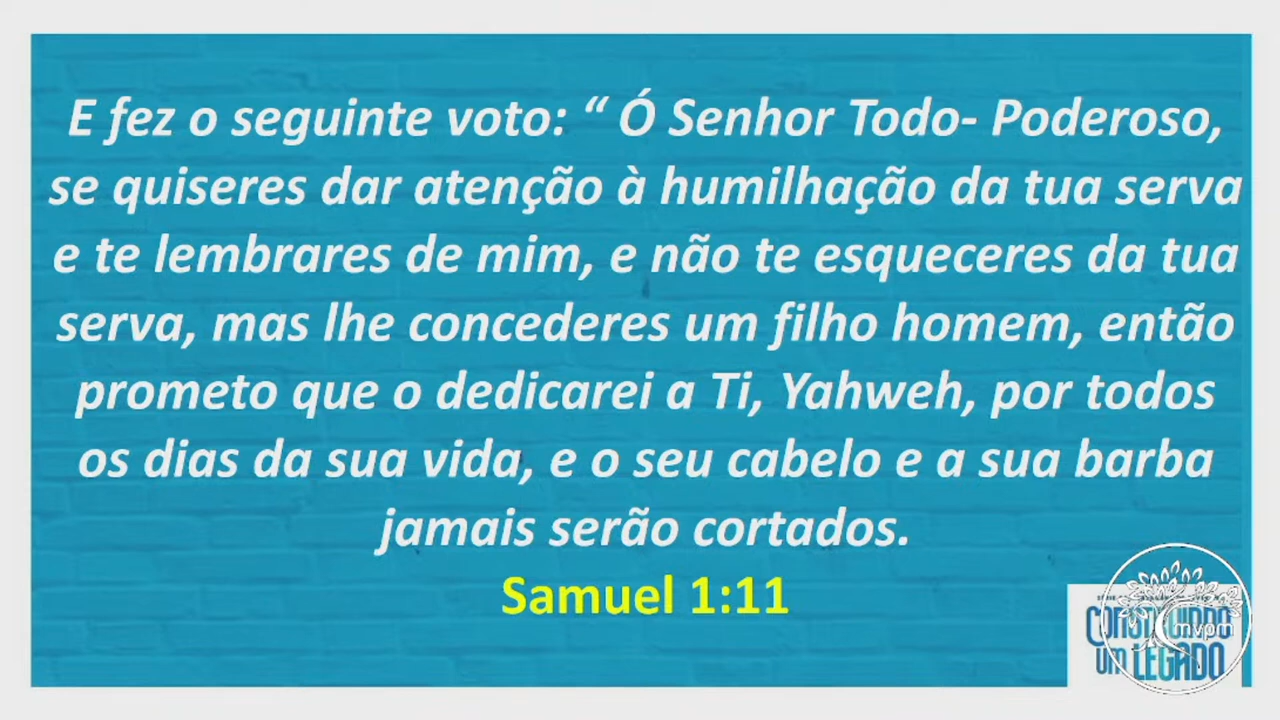 E fez o seguinte voto: “ Ó Senhor Todo- Poderoso,
se quiseres dar atenção à humilhação da tua serva
e te lembrares de mim, e não te esqueceres da tua
serva, mas lhe concederes um filho homem, então
prometo que o dedicarei a Ti, Yahweh, por todos
os dias da sua vida, e o seu cabelo e a sua barba
jamais serão cortados.
Samuel 1:11
CONSTRUINDO
mvpm
UM LEGADO